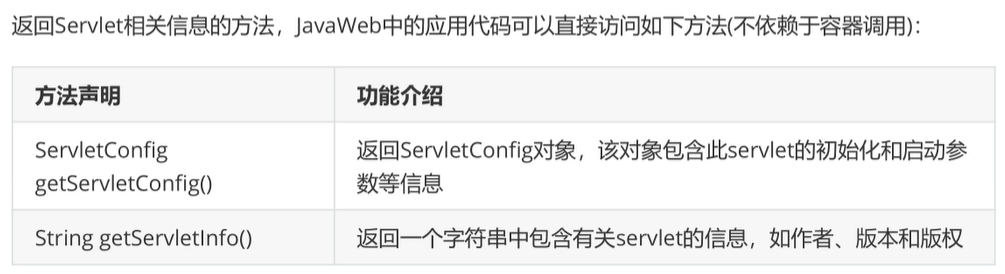 返回Servlet相关信息的方法，JavaWeb中的应用代码可以直接访问如下方法(不依赖于容器调用)：
方法声明
功能介绍
ServletConfig
getServletConfig()
返回ServletConfig对象，该对象包含此servlet的初始化和启动参
数等信息
String getServletInfo()
返回一个字符串中包含有关servlet的信息，如作者、版本和版权